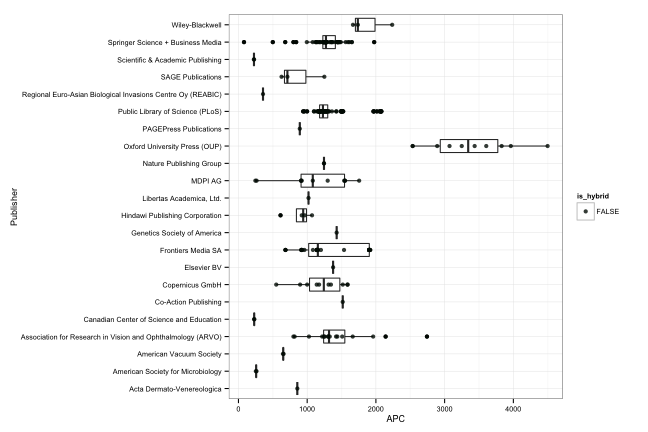 Wiley-Blackwell
Springer Science + Business Media
Scientific & Academic Publishing
SAGE Publications
Regional Euro-Asian Biological Invasions Centre Oy (REABIC)
Public Library of Science (PLoS)
PAGEPress Publications
Oxford University Press (OUP)
Nature Publishing Group
MDPI AG
Libertas Academica, Ltd.
Hindawi Publishing Corporation
Genetics Society of America
Frontiers Media SA
Elsevier BV
Copernicus GmbH
Co-Action Publishing
Canadian Center of Science and Education
Association for Research in Vision and Ophthalmology (ARVO)
American Vacuum Society
American Society for Microbiology
Acta Dermato-Venereologica
Publisher
0 1000 2000 3000 4000
APC
is_hybrid
FALSE